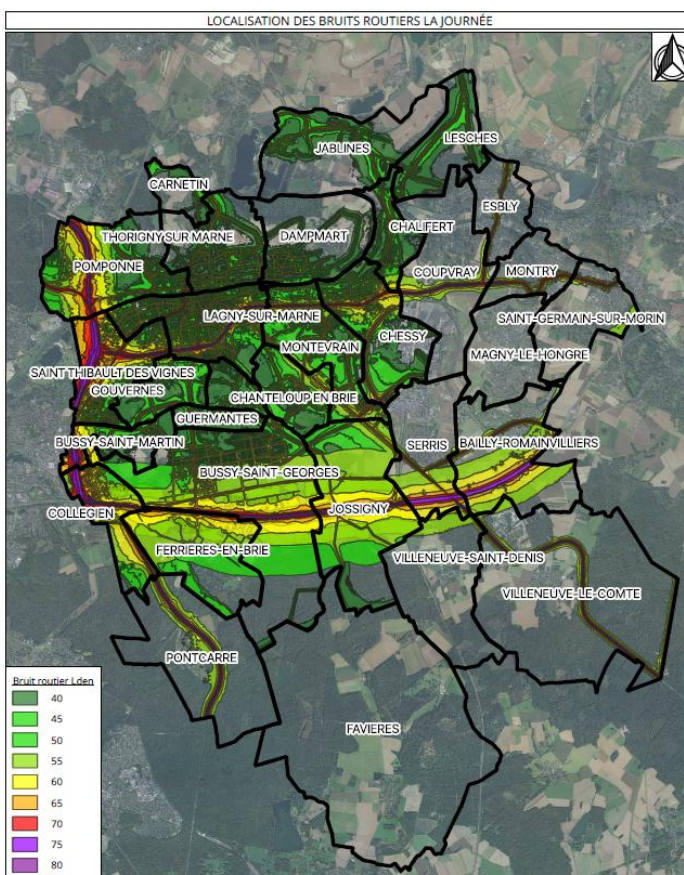 LOCALISATION DES BRUITS ROUTIERS LA JOURNÉE
LESCHES
JABLINES
CARNETIN
ESBLY
CHALIFERT
THORIGNY SUR MARNE
DAMPMART
POMPONNE
COUPVRAY
MONTRY
LAGNY-SUR-MARNE
SAINT-GERMAIN-SUR-MORIN
CHESSY
MONTEVRAIN
MAGNY-LE-HONGRE
SAINT THIBAULT DES VIGNES
GOUVERNES
CHANTELOUP EN BRIE
GUERMANTES
BUSSY-SAINT-MARTIN
SERRIS
BAILLY-ROMAINVILLIERS
BUSSY-SAINT-GEORGES
JOSSIGNY
COLLEGIEN
FERRIERES-EN-BRIE
VILLENEUVE-SAINT-DENIS
VILLENEUVE-LE-COMTE
PONTCARRE
FAVIERES
Bruit routier Lden
40
45
50
55
60
65
70
75
80